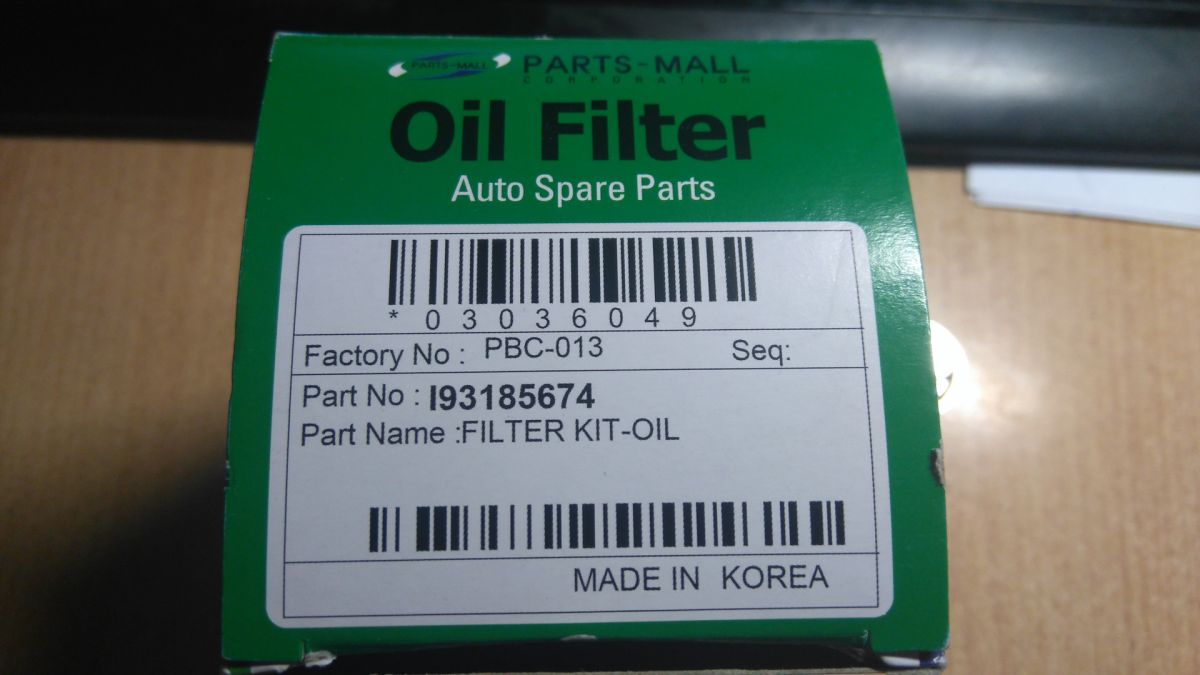 PARTS-MALL PARTS-MALL
CORPORATION
Oil Filter
Auto Spare Parts
* 0 3 0 3 6 0 4 9
Factory No : PBC-013 Seq:
Part No : I93185674
Part Name :FILTER KIT-OIL
MADE IN KOREA